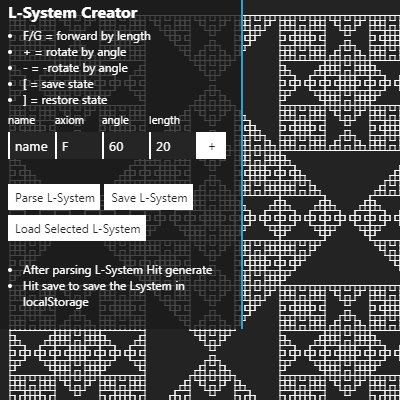 L-System Creator
F/G = forward by length
+ = rotate by angle
- = -rotate by angle
[ = save state
] = restore state
name axiom angle length
name F 60 20 +
Parse L-System Save L-System
Load Selected L-System
After parsing L-System Hit generate
Hit save to save the Lsystem in
localStorage